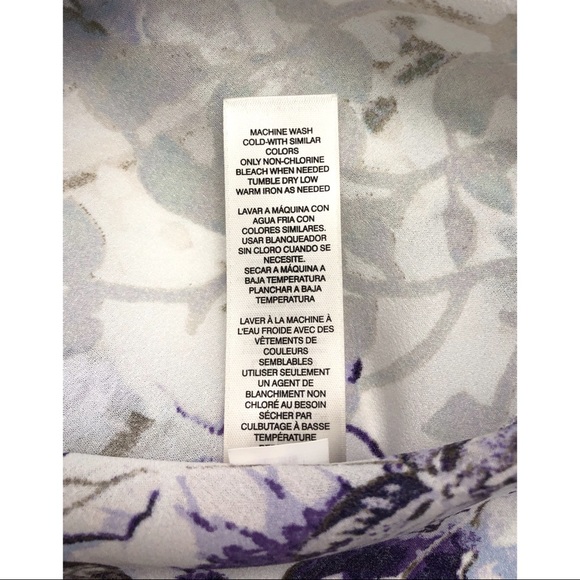 MACHINE WASH
COLD-WITH SIMILAR
COLORS
ONLY NON-CHLORINE
BLEACH WHEN NEEDED
TUMBLE DRY LOW
WARM IRON AS NEEDED
LAVAR A MÁQUINA CON
AGUA FRIA CON
COLORES SIMILARES.
USAR BLANQUEADOR
SIN CLORO CUANDO SE
NECESITE.
SECAR A MÁQUINA A
BAJA TEMPERATURA
PLANCHAR A BAJA
TEMPERATURA
LAVER À LA MACHINE À
L'EAU FROIDE AVEC DES
VÊTEMENTS DE
COULEURS
SEMBLABLES
UTILISER SEULEMENT
UN AGENT DE
BLANCHIMENT NON
CHLORÉ AU BESOIN
SÉCHER PAR
CULBUTAGE À BASSE
TEMPÉRATURE